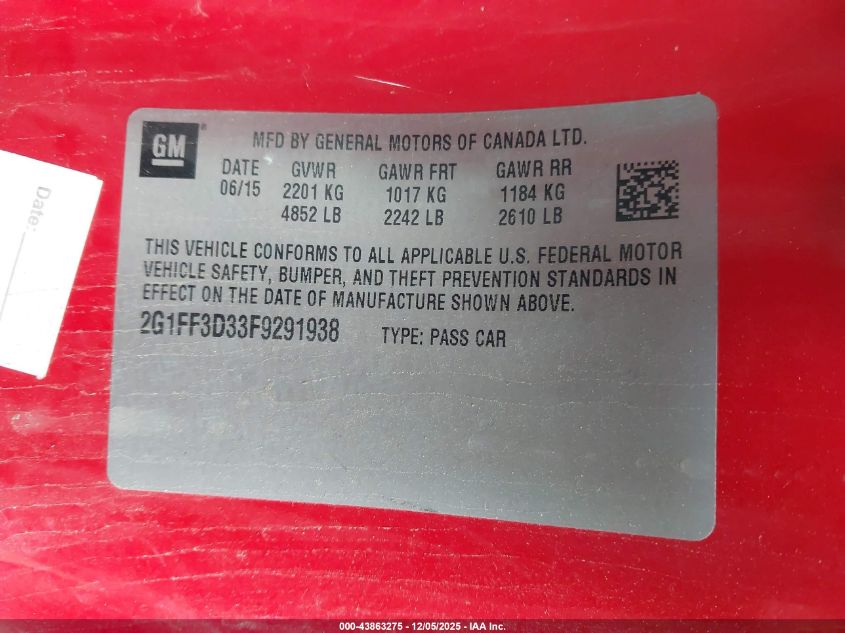 GM
MFD BY GENERAL MOTORS OF CANADA LTD.
DATE GVWR GAWR FRT GAWR RR
06/15 2201 KG 1017 KG 1184 KG
4852 LB 2242 LB 2610 LB
THIS VEHICLE CONFORMS TO ALL APPLICABLE U.S. FEDERAL MOTOR
VEHICLE SAFETY, BUMPER, AND THEFT PREVENTION STANDARDS IN
EFFECT ON THE DATE OF MANUFACTURE SHOWN ABOVE.
2G1FF3D33F9291938 TYPE: PASS CAR
Date:
000-43863275 - 12/05/2025 - IAA Inc.